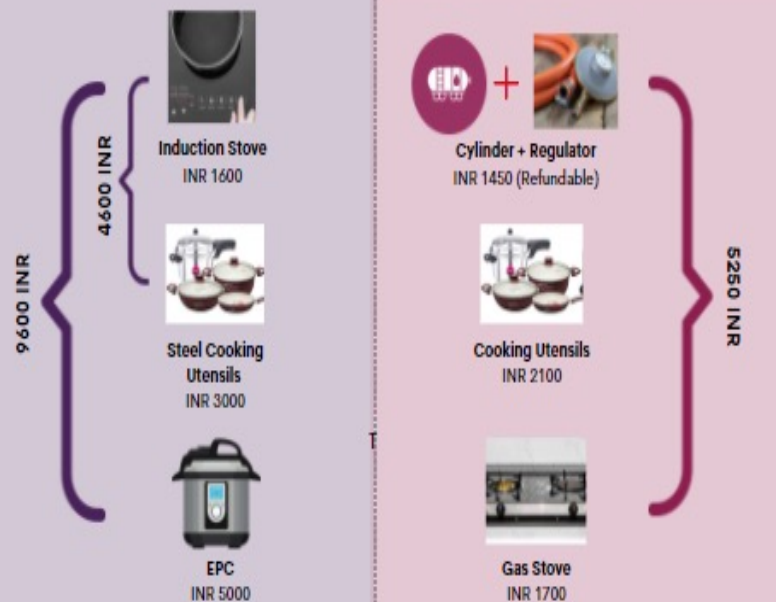 9600 INR
4600 INR
Induction Stove
INR 1600
Steel Cooking
Utensils
INR 3000
EPC
INR 5000
T
+
Cylinder + Regulator
INR 1450 (Refundable)
Cooking Utensils
INR 2100
Gas Stove
INR 1700
5250 INR